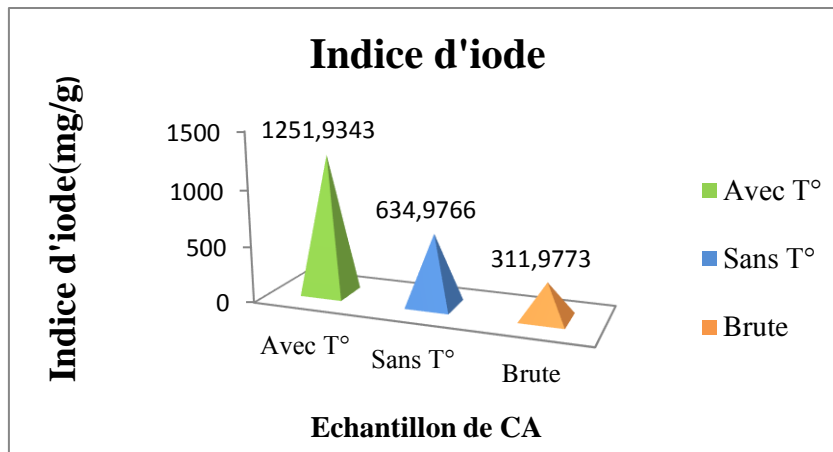 Indice d'iode
Indice d'iode(mg/g)
1500
1000
500
0
1251,9343
634,9766
311,9773
Avec T°
Sans T°
Brute
Echantillon de CA
Avec T°
Sans T°
Brute